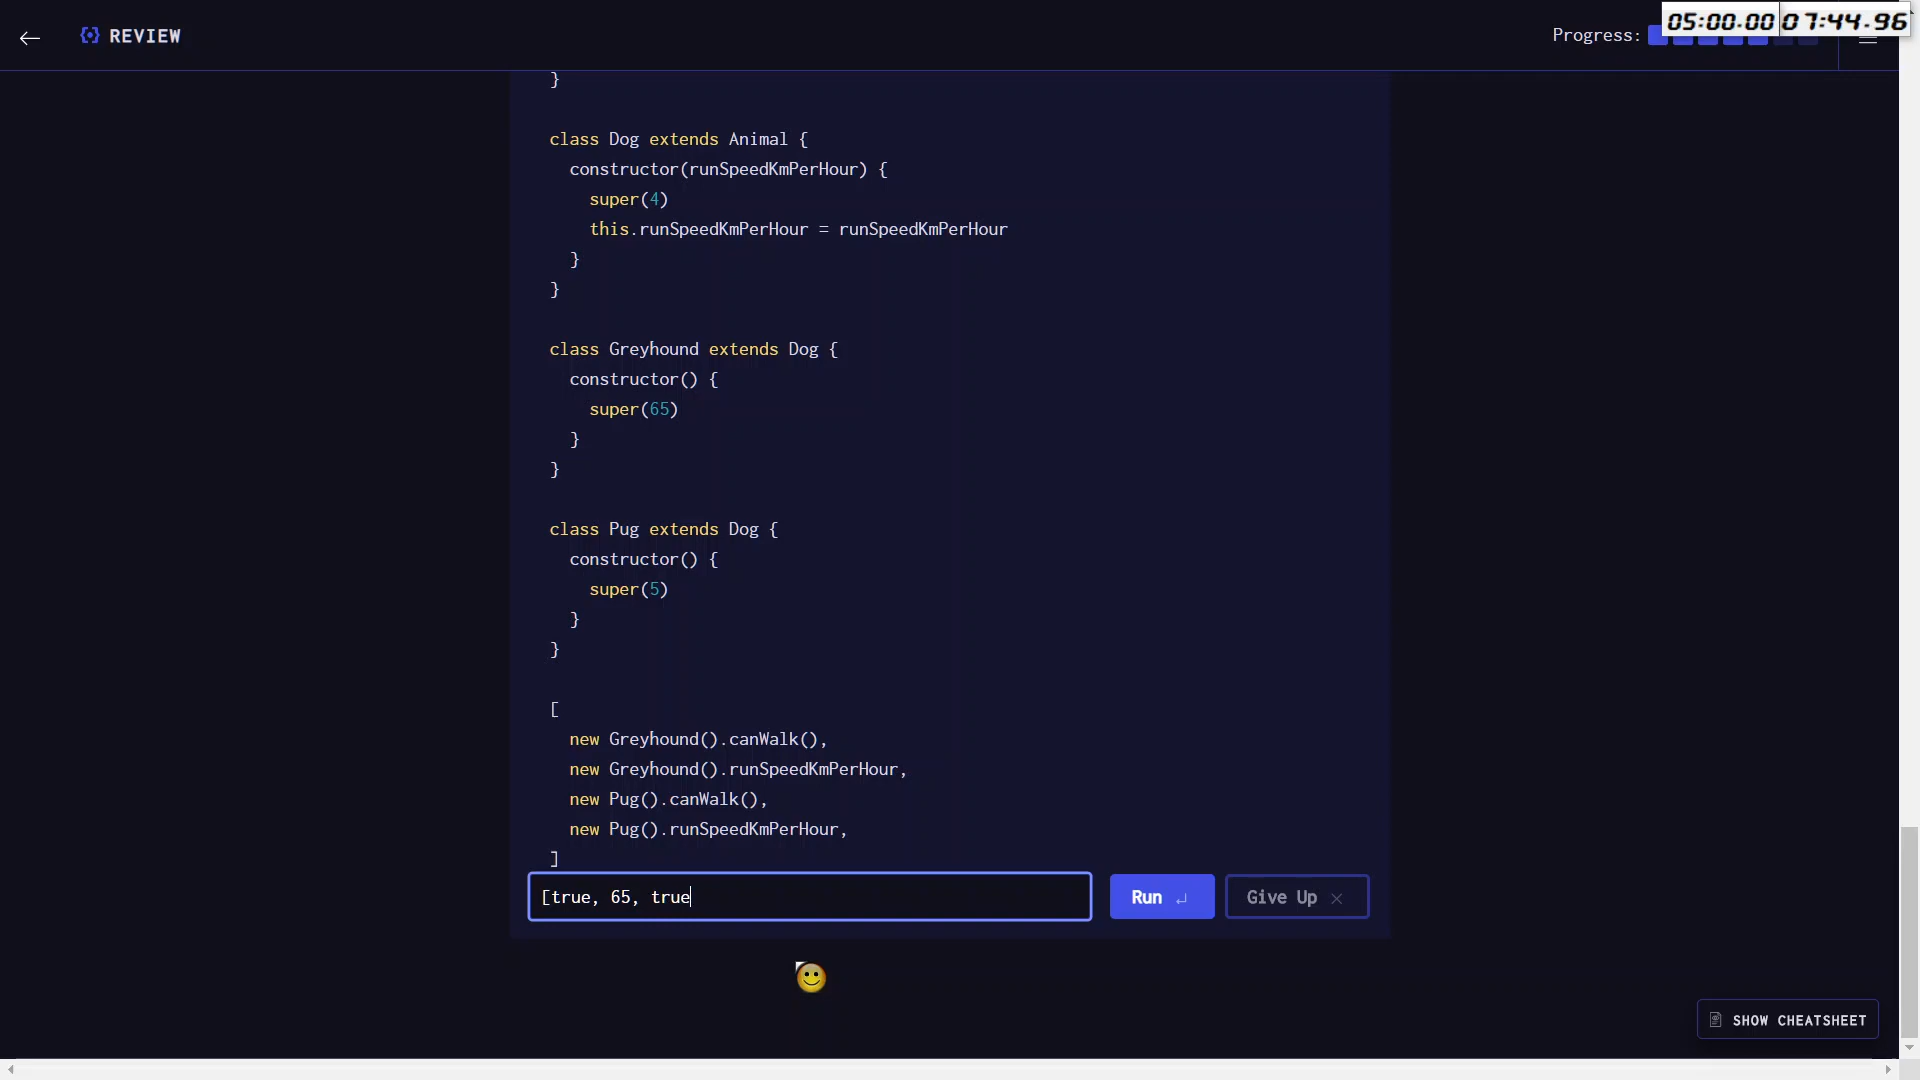 REVIEW
Progress:
05:00.00 07:44.96
}
class Dog extends Animal {
constructor(runSpeedKmPerHour) {
super(4)
this.runSpeedKmPerHour = runSpeedKmPerHour
}
}
class Greyhound extends Dog {
constructor() {
super(65)
}
}
class Pug extends Dog {
constructor() {
super(5)
}
}
[
new Greyhound().canWalk(),
new Greyhound().runSpeedKmPerHour,
new Pug().canWalk(),
new Pug().runSpeedKmPerHour,
]
[true, 65, true
Run
Give Up
SHOW CHEATSHEET